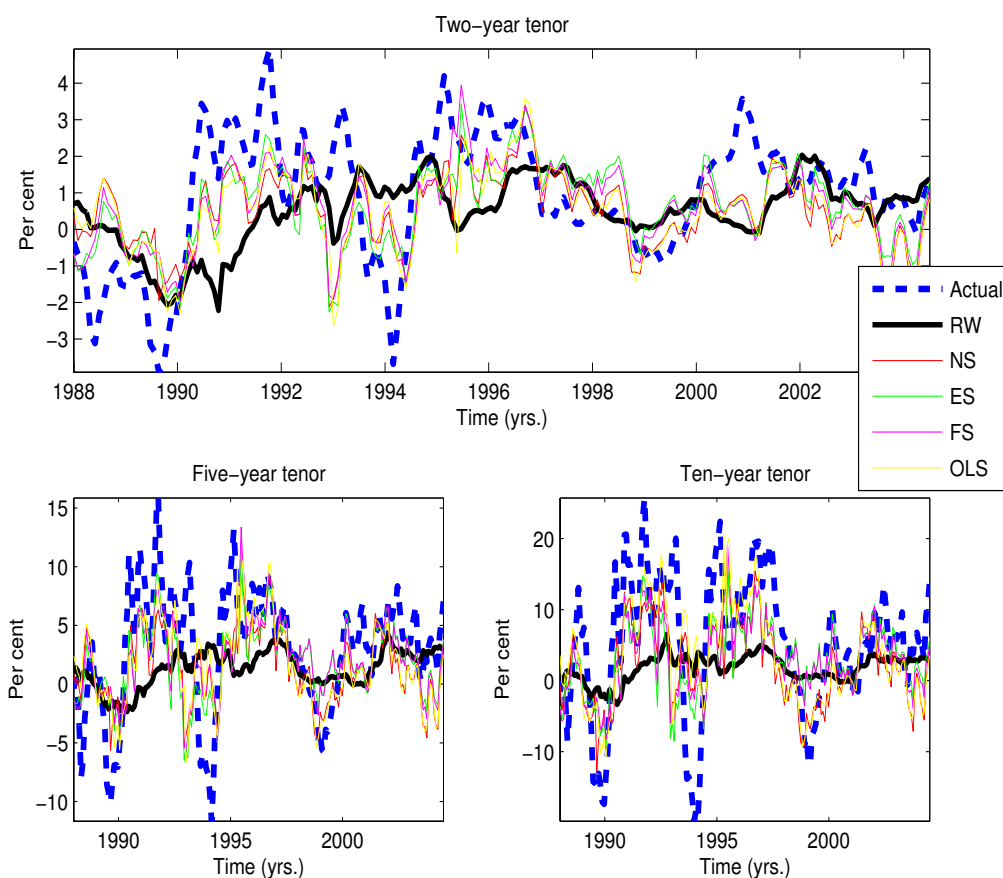 Two−year tenor
4
3
2
1
0
−1
−2
−3
Per cent
1988 1990 1992 1994 1996 1998 2000 2002
Time (yrs.)
Actual
RW
NS
ES
FS
OLS
Five−year tenor
15
10
5
0
−5
−10
Per cent
1990 1995 2000
Time (yrs.)
Ten−year tenor
20
10
0
−10
Per cent
1990 1995 2000
Time (yrs.)